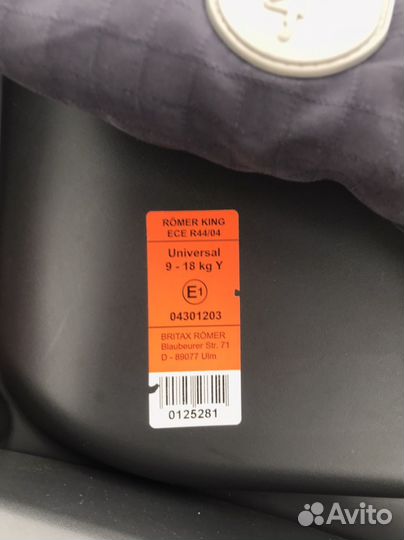 RÖMER KING
ECE R44/04
Universal
9 - 18 kg Y
E1
04301203
BRITAX RÖMER
Blaubeurer Str. 71
D - 89077 Ulm
0125281
Avito